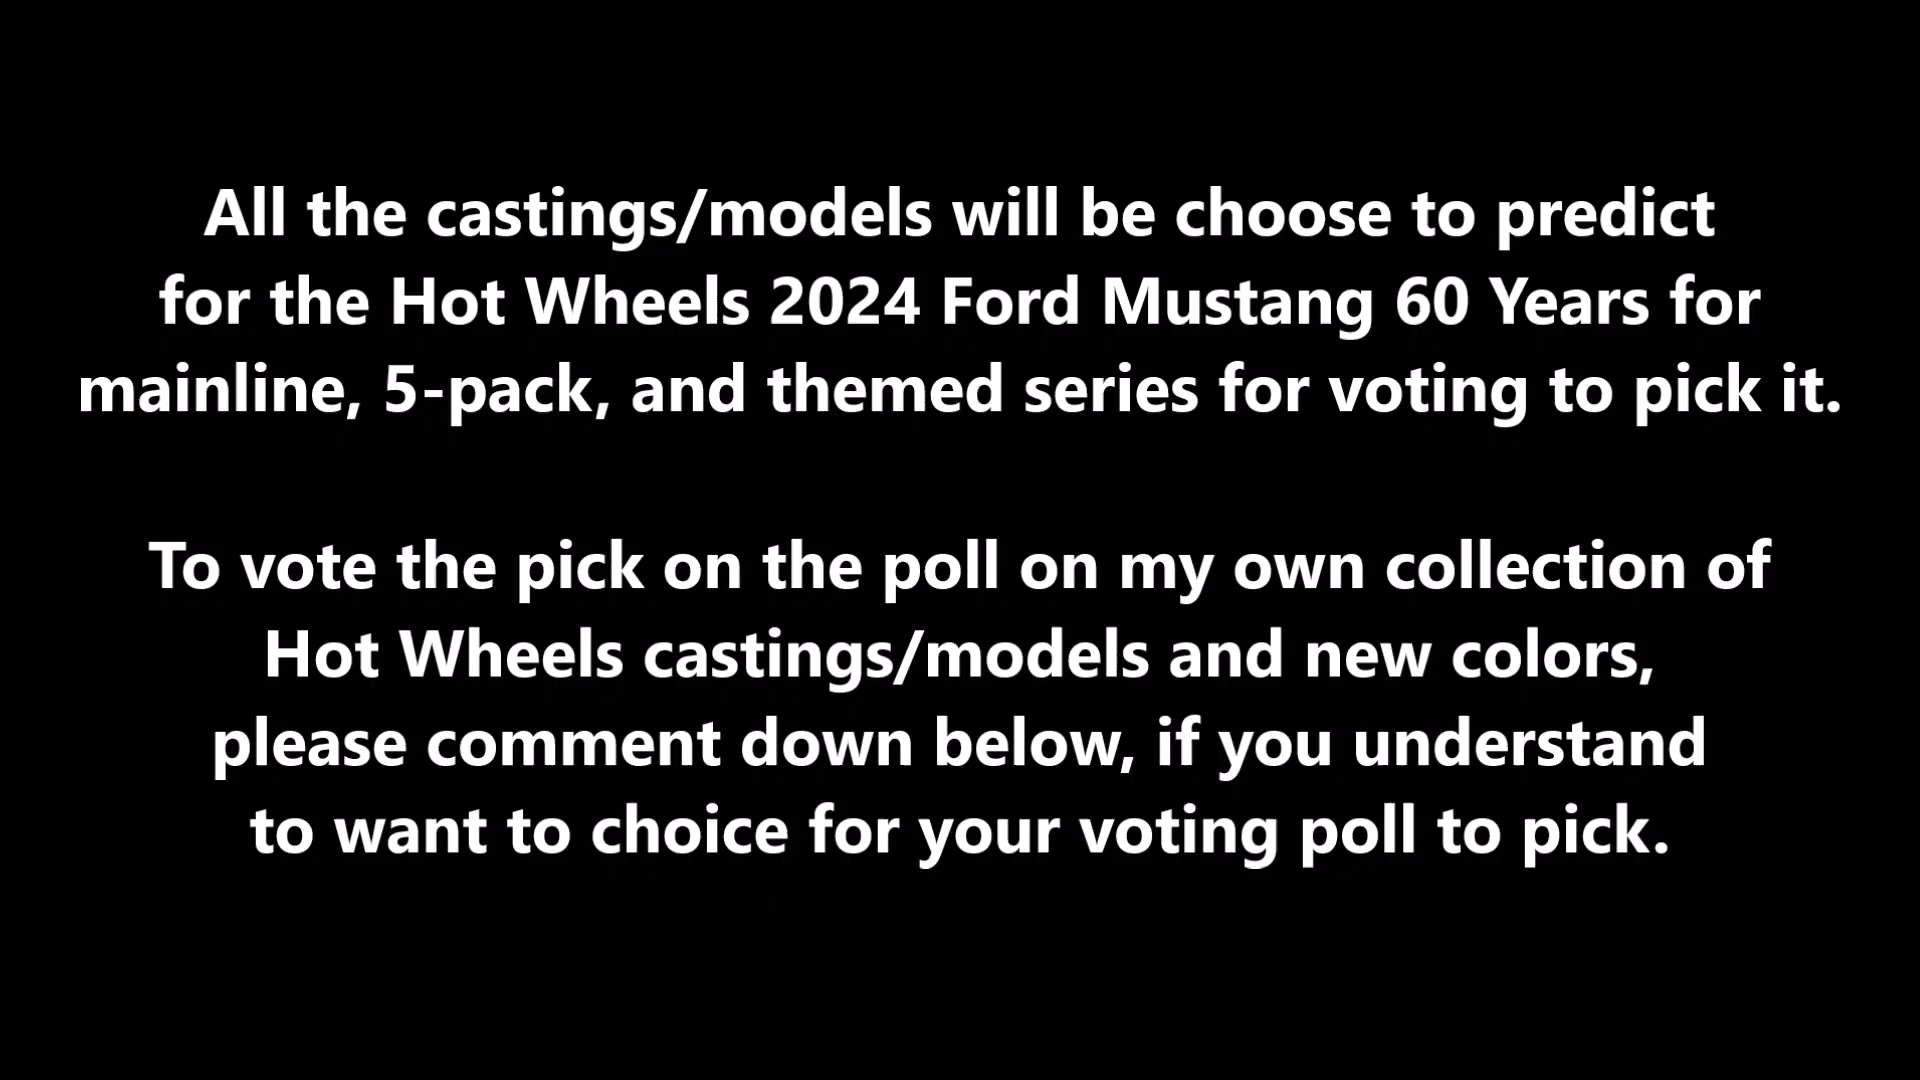 All the castings/models will be choose to predict
for the Hot Wheels 2024 Ford Mustang 60 Years for
mainline, 5-pack, and themed series for voting to pick it.
To vote the pick on the poll on my own collection of
Hot Wheels castings/models and new colors,
please comment down below, if you understand
to want to choice for your voting poll to pick.